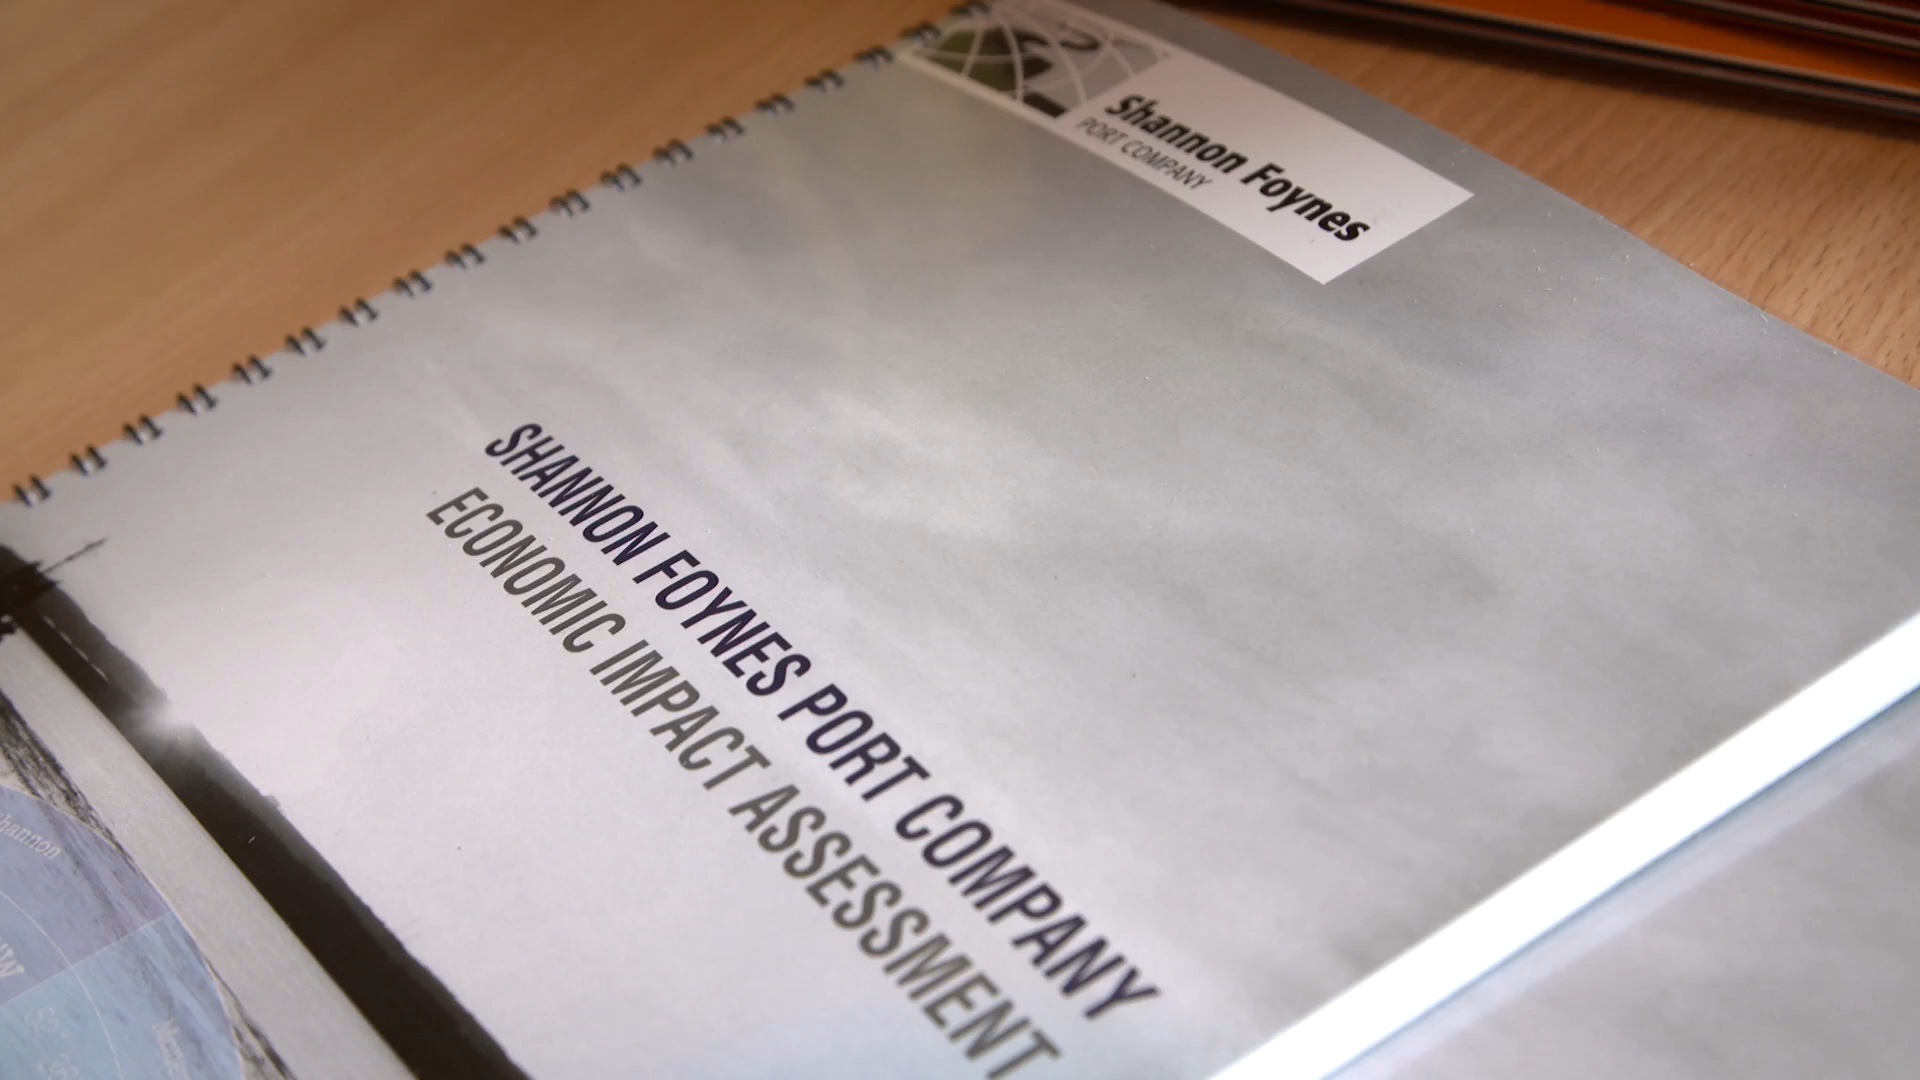 Shannon Foynes
PORT COMPANY
SHANNON FOYNES PORT COMPANY
ECONOMIC IMPACT ASSESSMENT